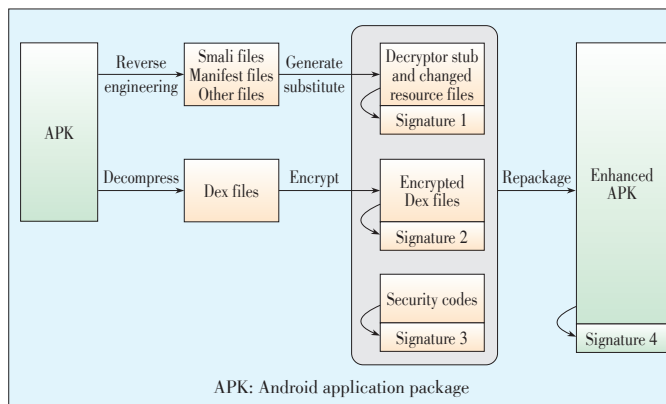 APK
Reverse
engineering
Smali files
Manifest files
Other files
Generate
substitute
Decryptor stub
and changed
resource files
Signature 1
Decompress
Dex files
Encrypt
Encrypted
Dex files
Signature 2
Security codes
Signature 3
Repackage
Enhanced
APK
Signature 4
APK: Android application package